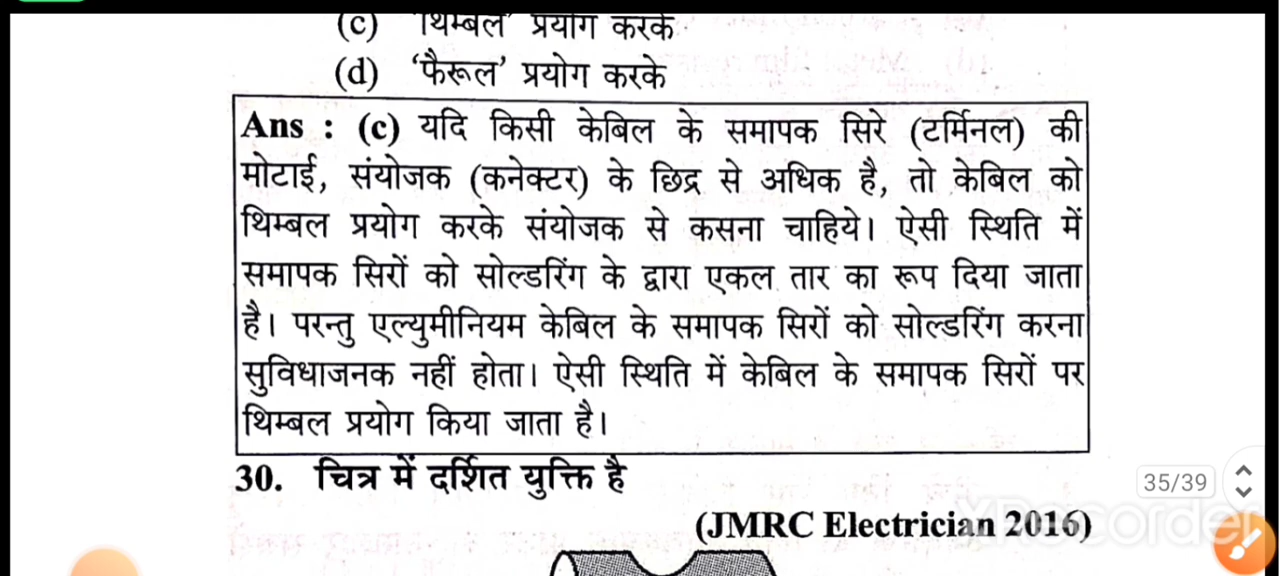 (c) 'थिम्बल' प्रयोग करके
(d) 'फैरूल' प्रयोग करके
Ans : (c) यदि किसी केबिल के समापक सिरे (टर्मिनल) की
मोटाई, संयोजक (कनेक्टर) के छिद्र से अधिक है, तो केबिल को
थिम्बल प्रयोग करके संयोजक से कसना चाहिये। ऐसी स्थिति में
समापक सिरों को सोल्डरिंग के द्वारा एकल तार का रूप दिया जाता
है। परन्तु एल्युमीनियम केबिल के समापक सिरों को सोल्डरिंग करना
सुविधाजनक नहीं होता। ऐसी स्थिति में केबिल के समापक सिरों पर
थिम्बल प्रयोग किया जाता है।
30. चित्र में दर्शित युक्ति है
35/39
(JMRC Electrician 2016)
XRecorder